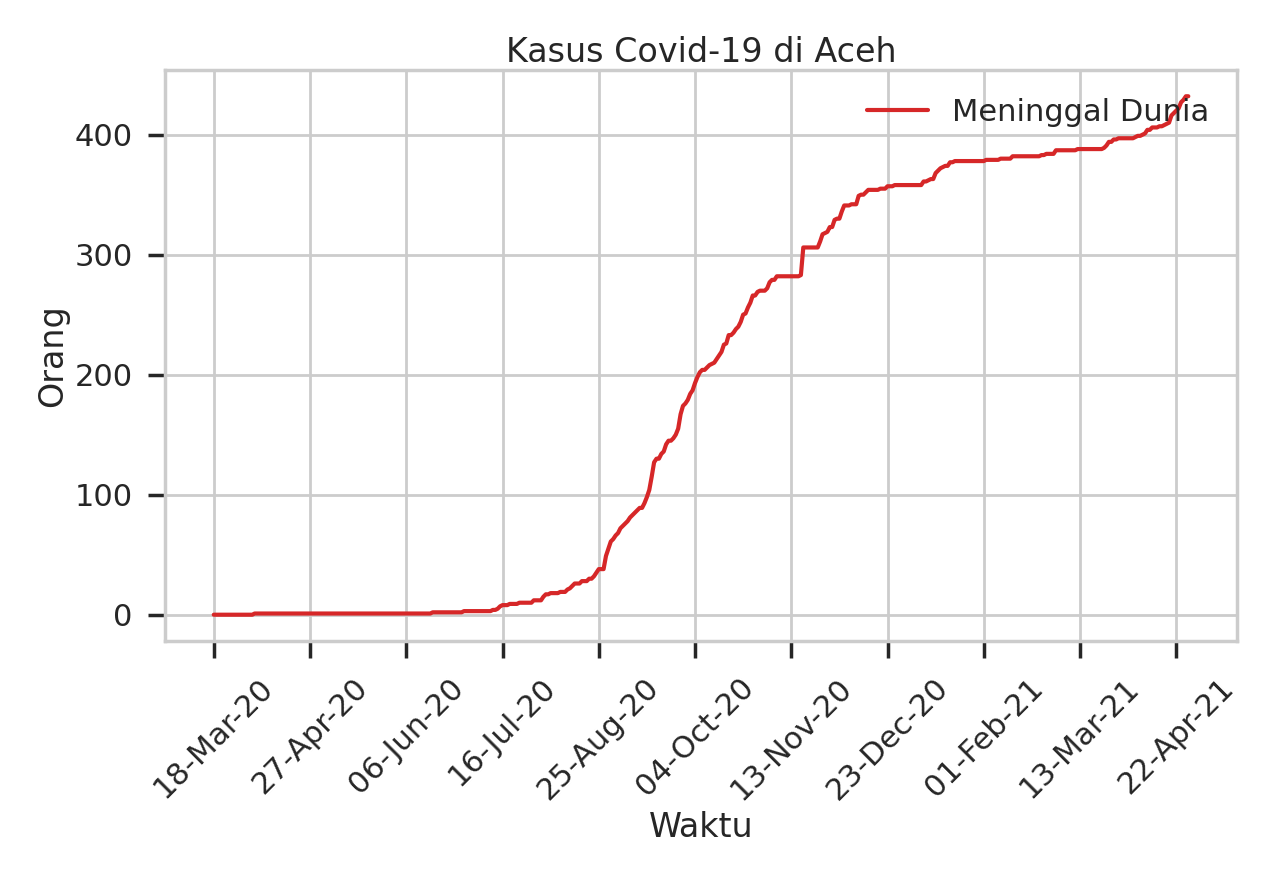 Kasus Covid-19 di Aceh
Meninggal Dunia
Orang
400
300
200
100
0
18-Mar-20
27-Apr-20
06-Jun-20
16-Jul-20
25-Aug-20
04-Oct-20
13-Nov-20
23-Dec-20
01-Feb-21
13-Mar-21
22-Apr-21
Waktu